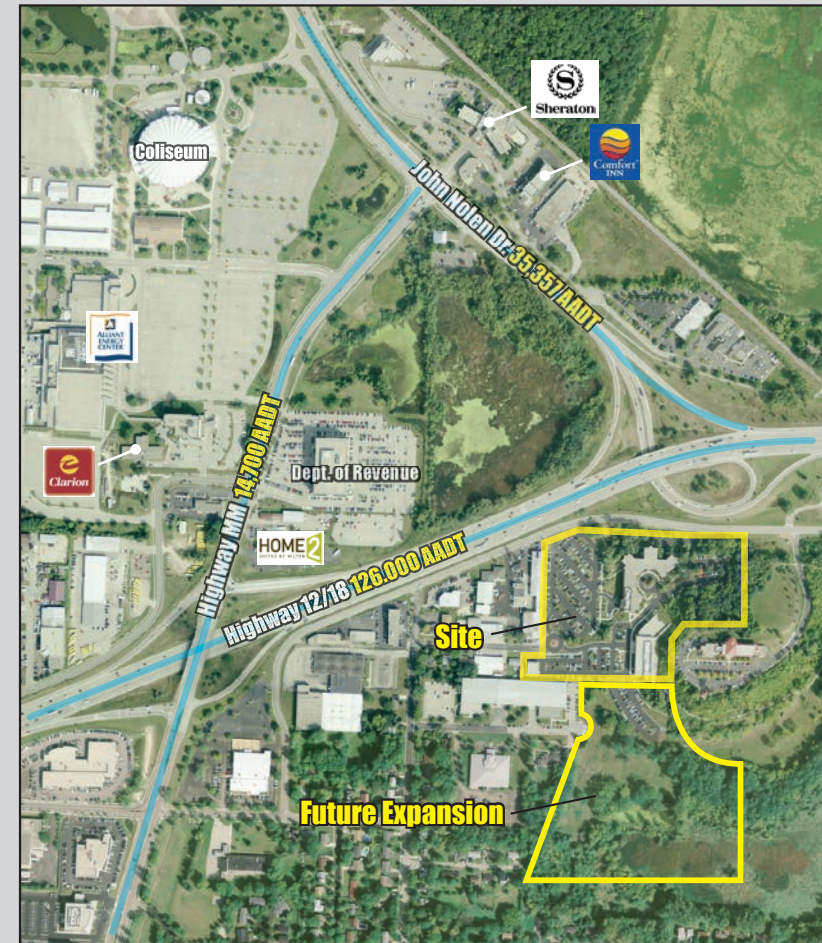 S
Sheraton
Comfort
INN
Coliseum
John Nolen Dr. 35,357 AADT
ALLIANT
ENERGY
CENTER
Highway MM 14,700 AADT
Clarion
Dept. of Revenue
HOME2
SUITES BY HILTON
Highway 12/18 126.000 AADT
Site
Future Expansion